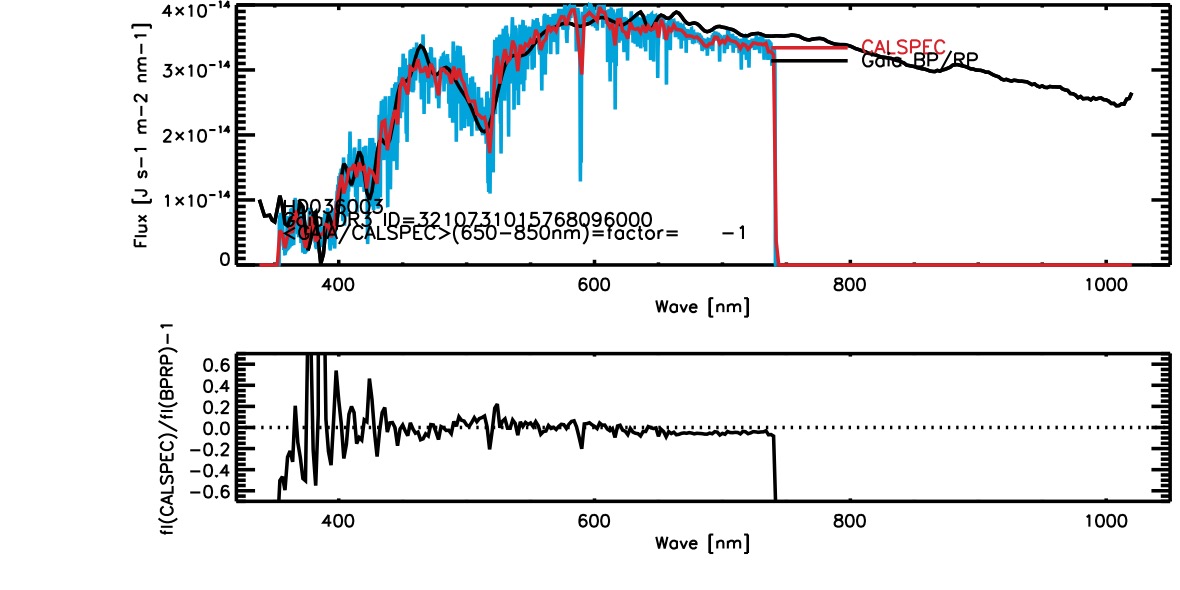 4×10⁻¹⁴
3×10⁻¹⁴
2×10⁻¹⁴
1×10⁻¹⁴
0
Flux [J s−1 m−2 nm−1]
CALSPEC
Gaia BP/RP
HD036003
Gaia DR3 ID=3210731015768096000
<GAIA/CALSPEC>(650−850nm)=factor= −1
400 600 800 1000
Wave [nm]
fl(CALSPEC)/fl(BPRP)−1
0.6
0.4
0.2
0.0
−0.2
−0.4
−0.6
400 600 800 1000
Wave [nm]